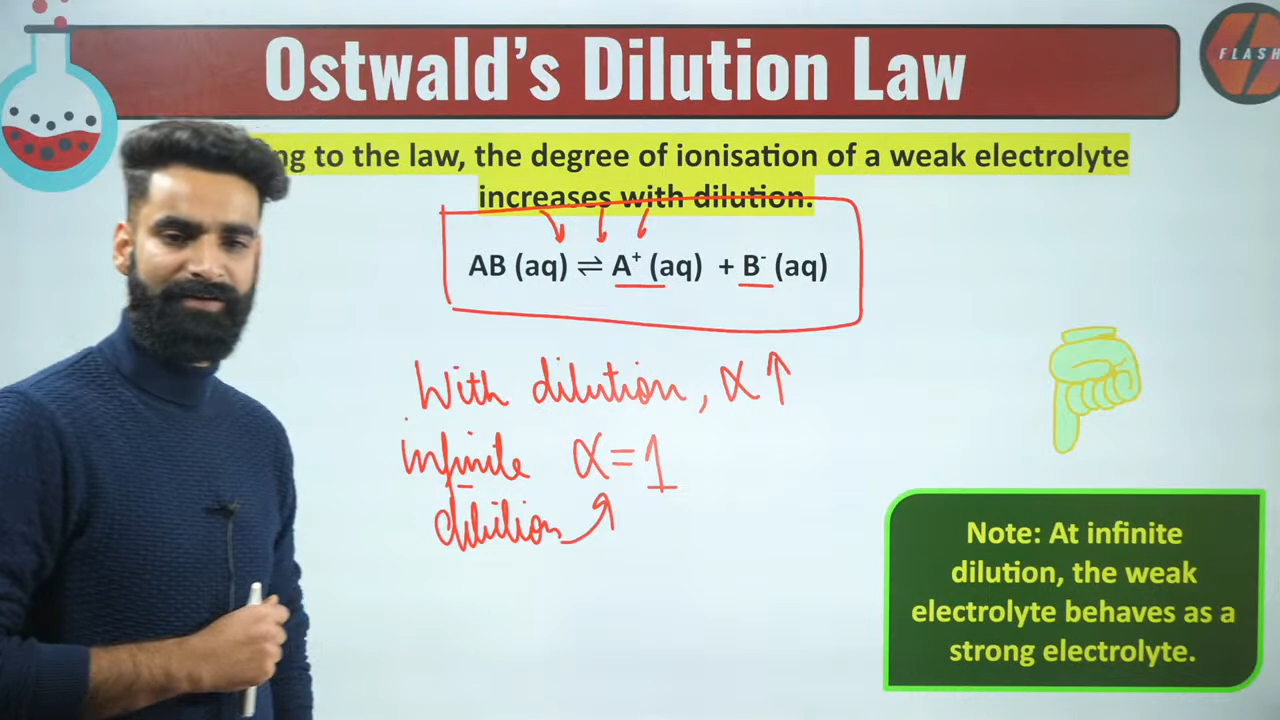 Ostwald's Dilution Law
FLASH
to the law, the degree of ionisation of a weak electrolyte
increases with dilution.
AB (aq) ⇌ A⁺ (aq) + B⁻ (aq)
With dilution, α↑
infinite α = 1
dilution
Note: At infinite
dilution, the weak
electrolyte behaves as a
strong electrolyte.